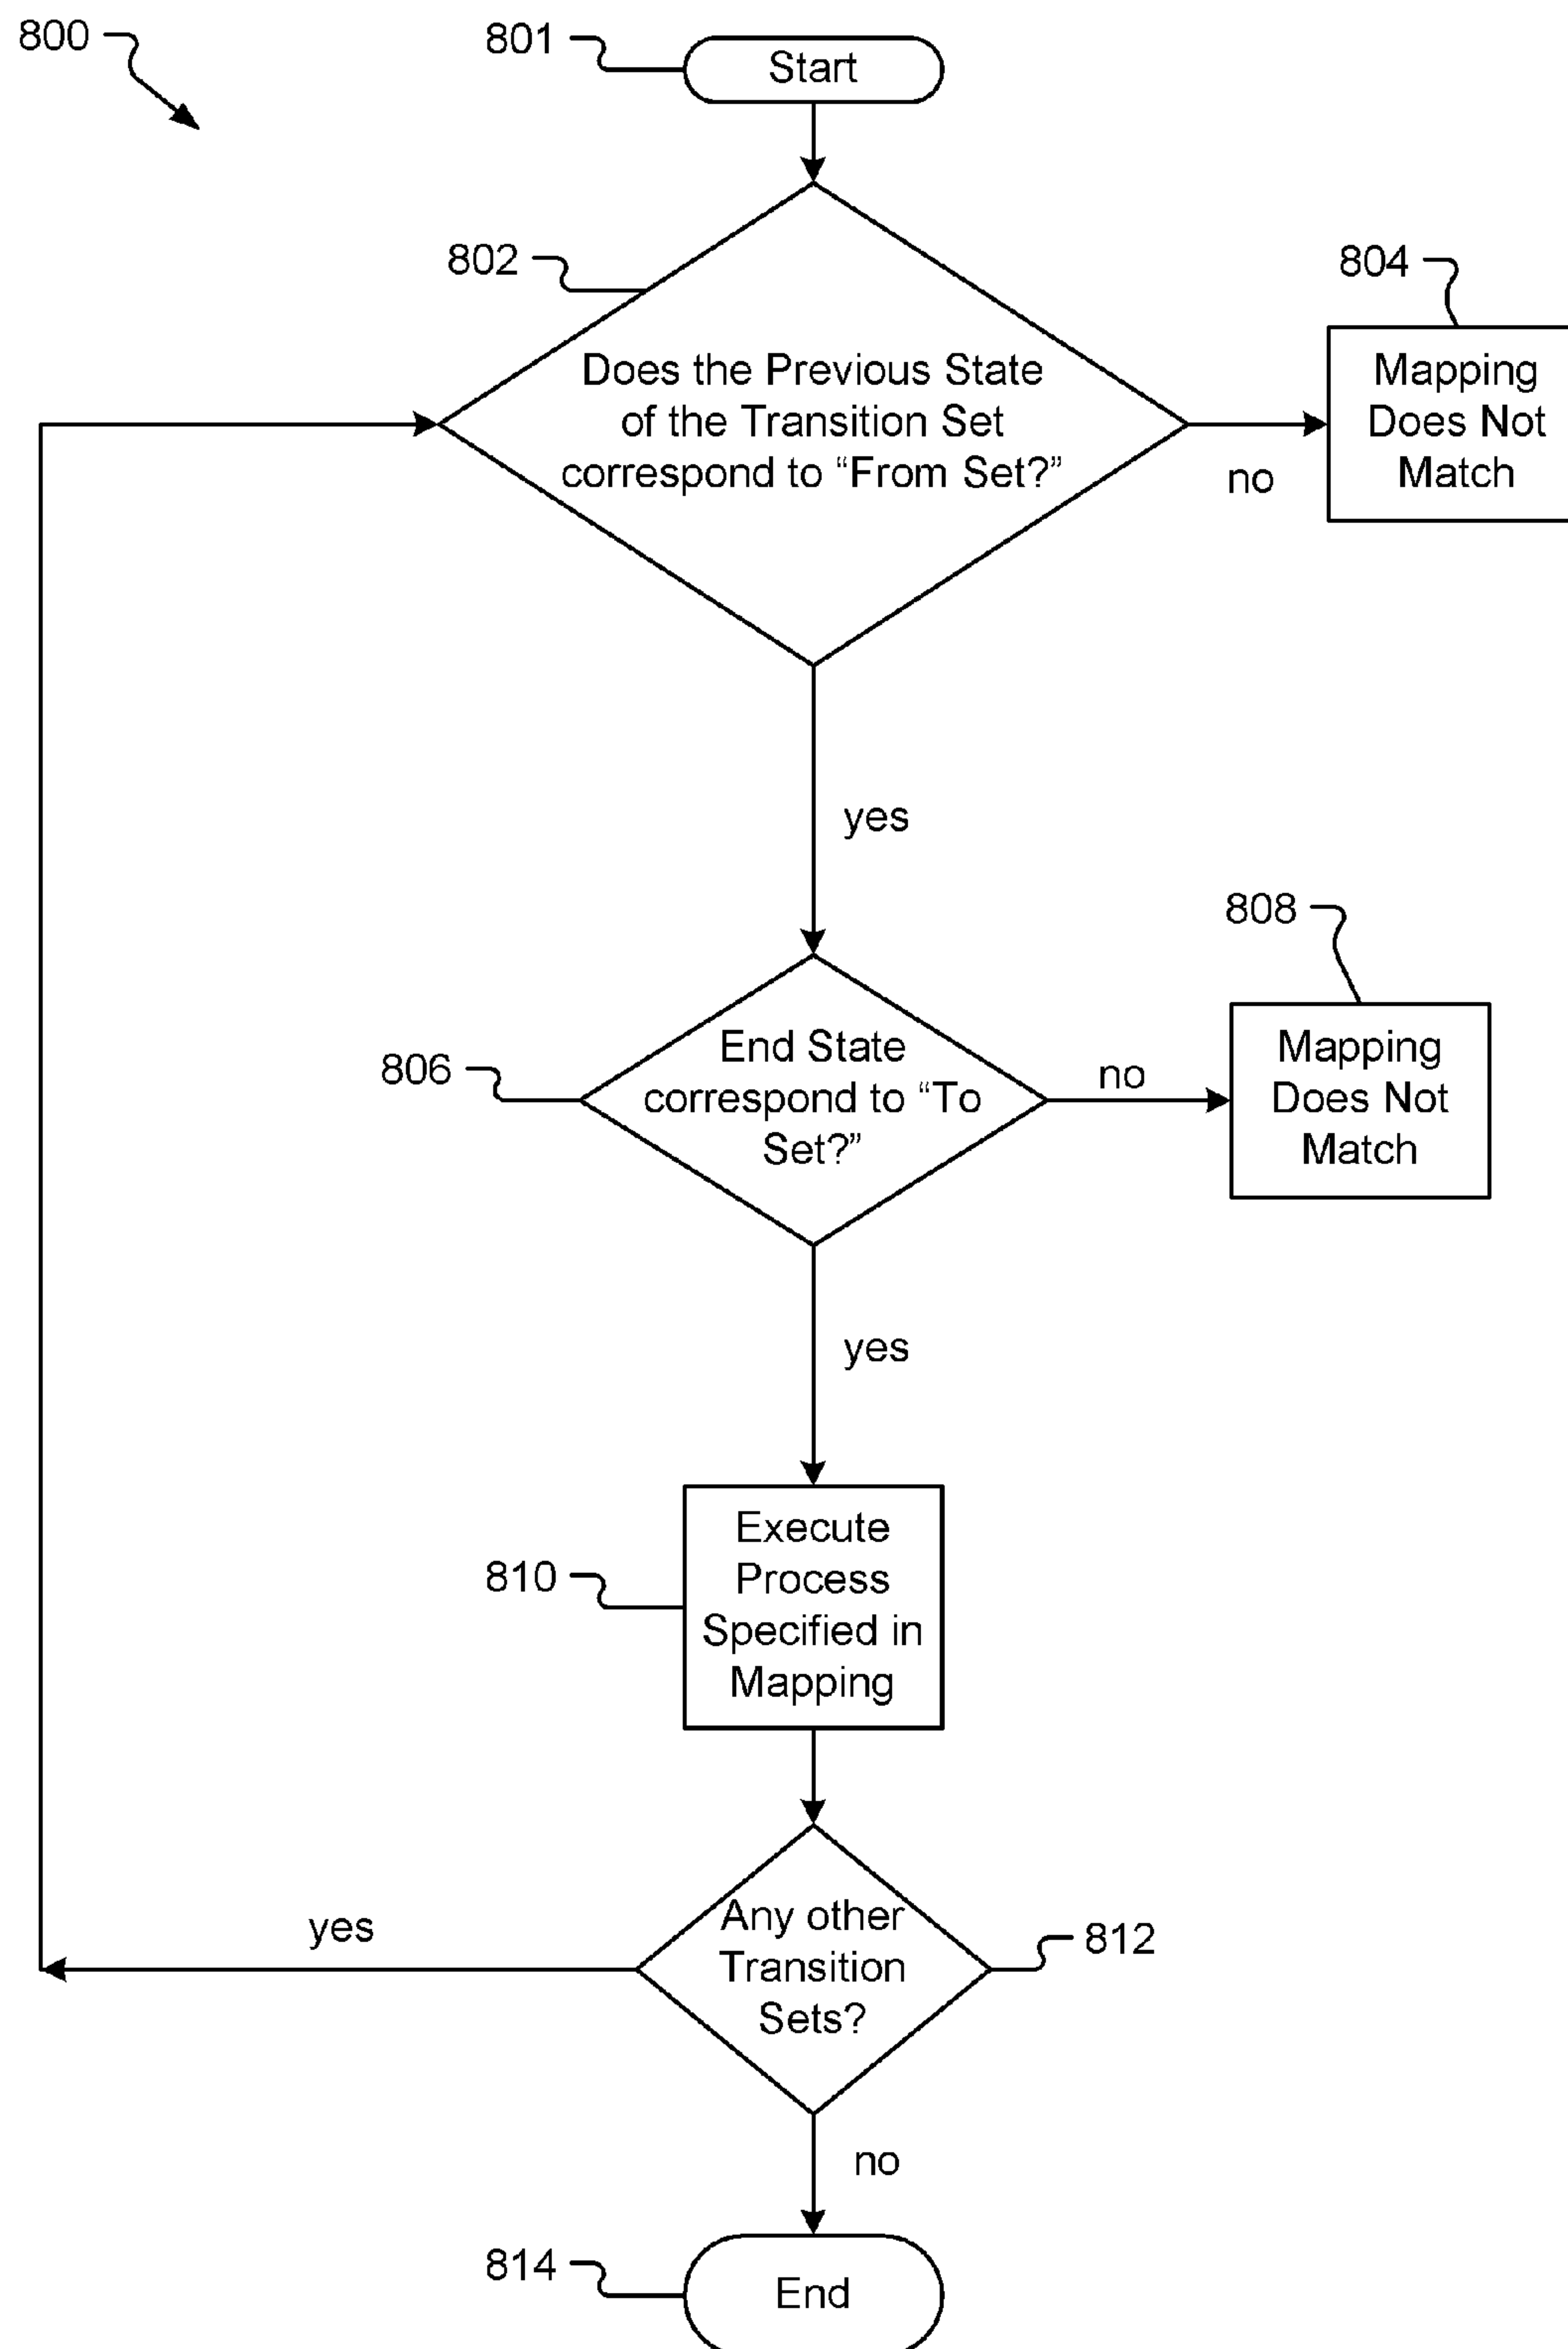 800
801
Start
802
Does the Previous State
of the Transition Set
correspond to “From Set?”
804
Mapping
Does Not
Match
no
yes
806
End State
correspond to “To
Set?”
no
808
Mapping
Does Not
Match
yes
810
Execute
Process
Specified in
Mapping
812
Any other
Transition
Sets?
yes
no
814
End